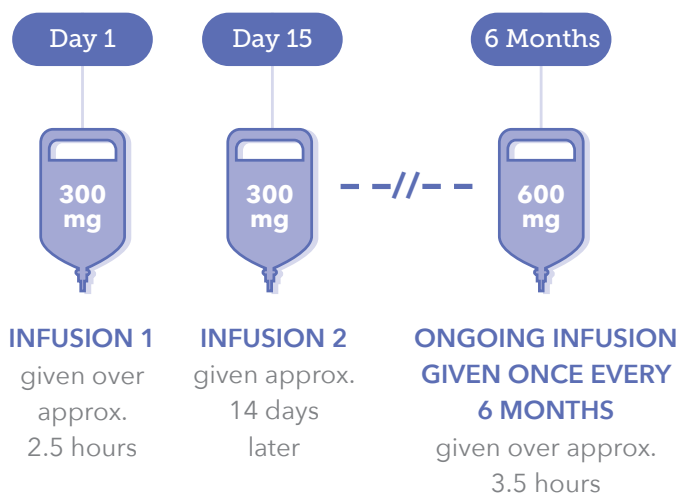 Day 1
Day 15
6 Months
300
mg
300
mg
600
mg
INFUSION 1
given over
approx.
2.5 hours
INFUSION 2
given approx.
14 days
later
ONGOING INFUSION
GIVEN ONCE EVERY
6 MONTHS
given over approx.
3.5 hours